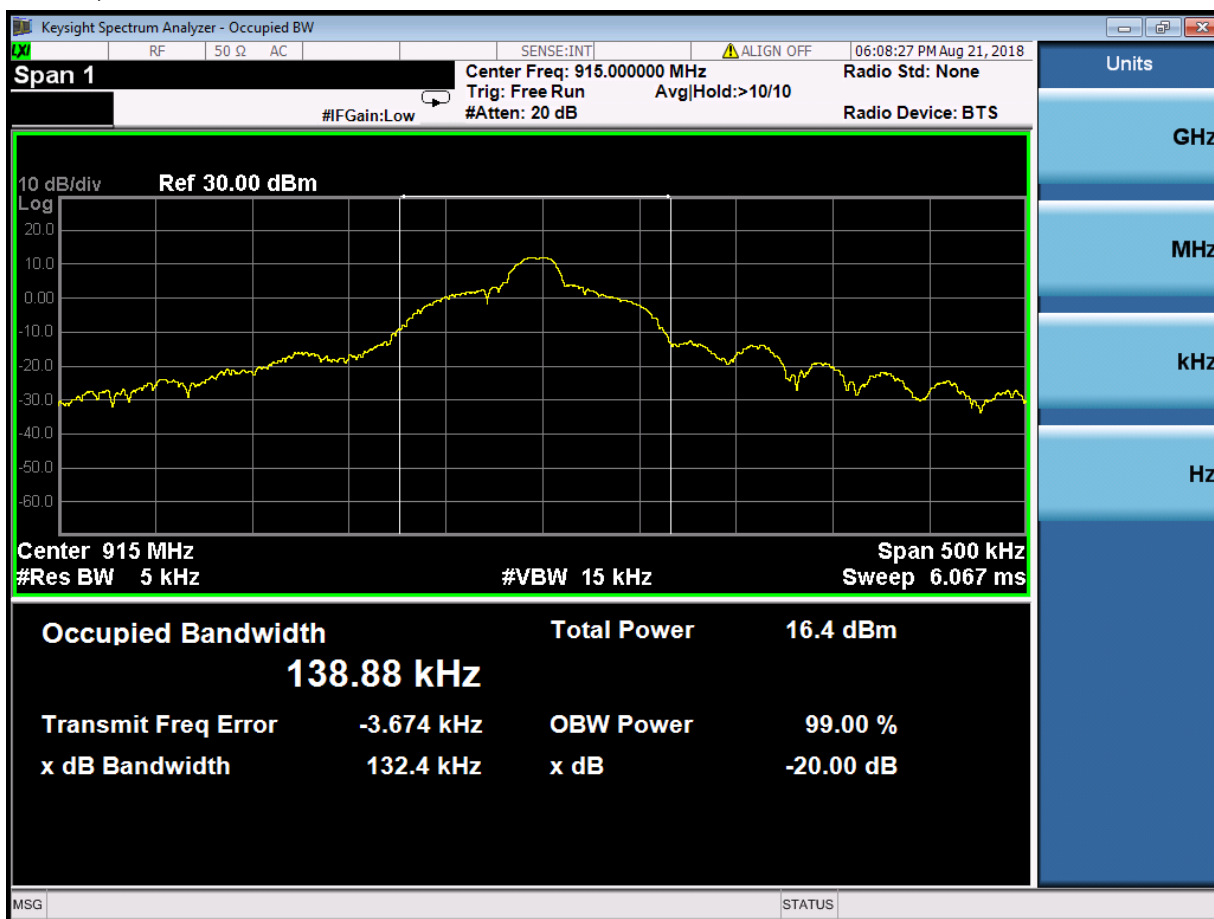 Keysight Spectrum Analyzer - Occupied BW
LXI RF 50 Ω AC SENSE:INT ALIGN OFF 06:08:27 PM Aug 21, 2018
Span 1 Center Freq: 915.000000 MHz Radio Std: None
Trig: Free Run Avg|Hold:>10/10
#IFGain:Low #Atten: 20 dB Radio Device: BTS
10 dB/div Ref 30.00 dBm
Log
20.0
10.0
0.00
-10.0
-20.0
-30.0
-40.0
-50.0
-60.0
Center 915 MHz Span 500 kHz
#Res BW 5 kHz #VBW 15 kHz Sweep 6.067 ms
Occupied Bandwidth Total Power 16.4 dBm
138.88 kHz
Transmit Freq Error -3.674 kHz OBW Power 99.00 %
x dB Bandwidth 132.4 kHz x dB -20.00 dB
MSG STATUS
Units
GHz
MHz
kHz
Hz